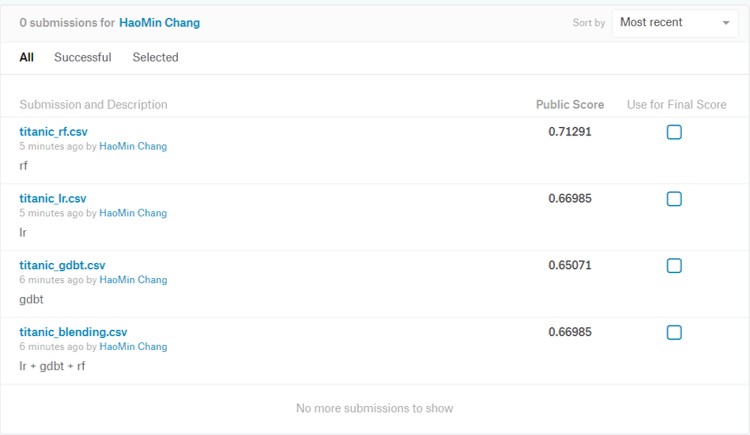 0 submissions for HaoMin Chang
Sort by Most recent
All Successful Selected
Submission and Description Public Score Use for Final Score
titanic_rf.csv 0.71291
5 minutes ago by HaoMin Chang
rf
titanic_lr.csv 0.66985
5 minutes ago by HaoMin Chang
lr
titanic_gdbt.csv 0.65071
6 minutes ago by HaoMin Chang
gdbt
titanic_blending.csv 0.66985
6 minutes ago by HaoMin Chang
lr + gdbt + rf
No more submissions to show